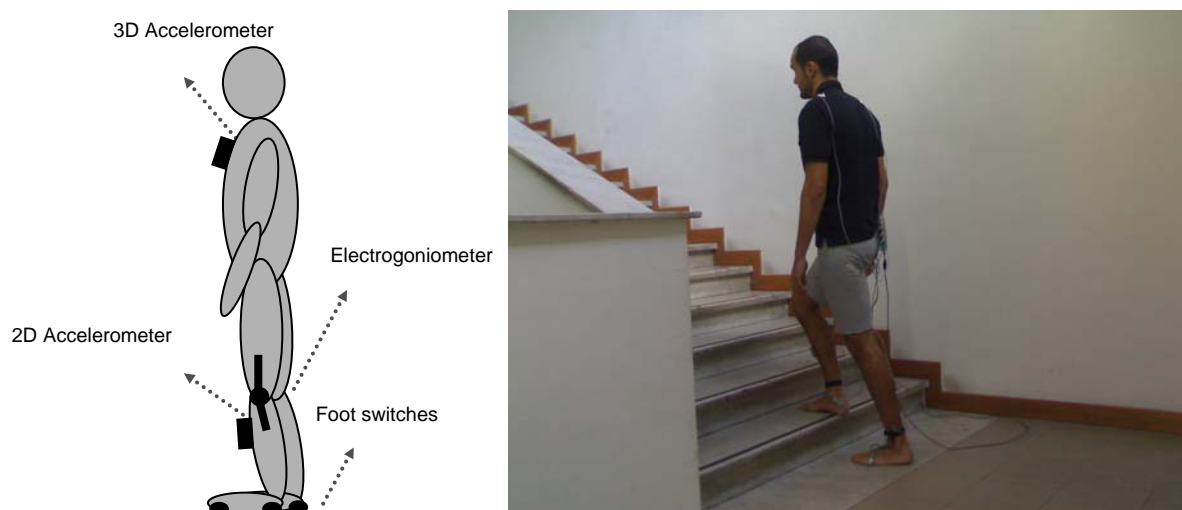 3D Accelerometer
Electrogoniometer
2D Accelerometer
Foot switches